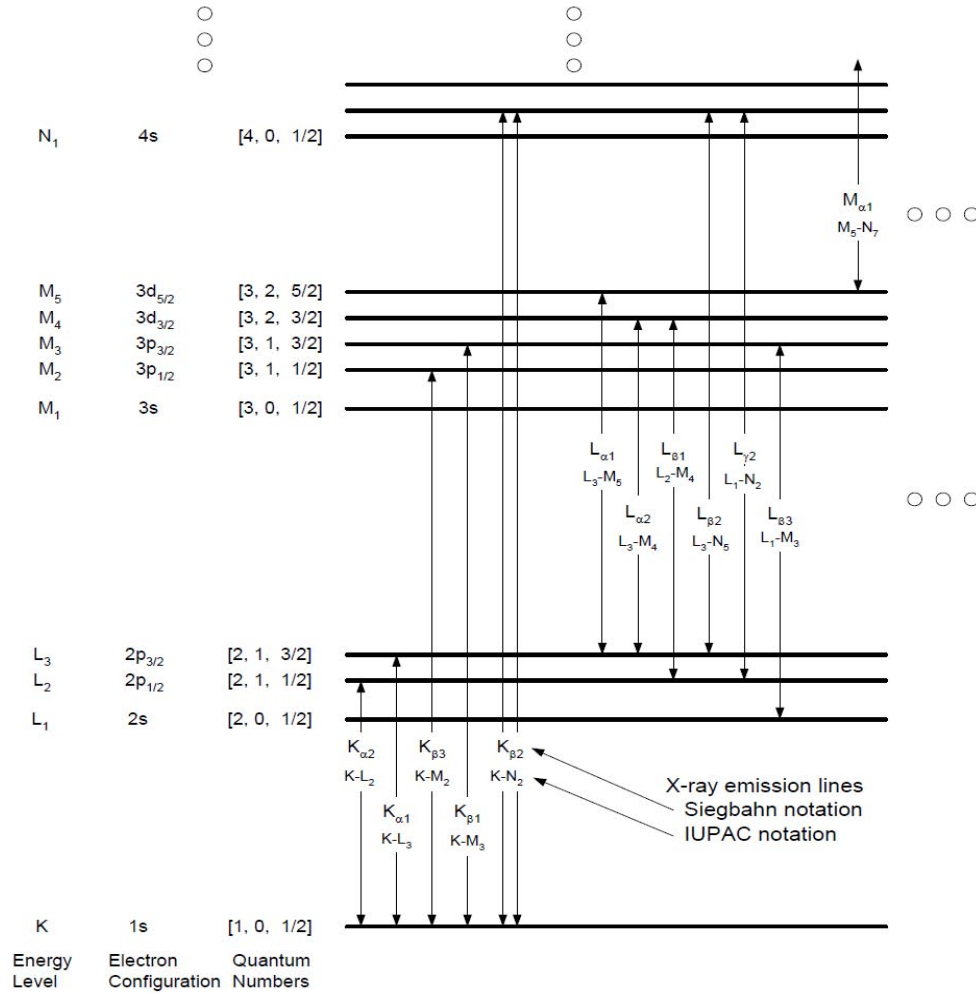 N₁ 4s [4, 0, 1/2]
Mα1
M₅-N₇
M₅ 3d5/2 [3, 2, 5/2]
M₄ 3d3/2 [3, 2, 3/2]
M₃ 3p3/2 [3, 1, 3/2]
M₂ 3p1/2 [3, 1, 1/2]
M₁ 3s [3, 0, 1/2]
Lα1 Lβ1 Lγ2
L₃-M₅ L₂-M₄ L₁-N₂
Lα2 Lβ2 Lβ3
L₃-M₄ L₃-N₅ L₁-M₃
L₃ 2p3/2 [2, 1, 3/2]
L₂ 2p1/2 [2, 1, 1/2]
L₁ 2s [2, 0, 1/2]
Kα2 Kβ3 Kβ2
K-L₂ K-M₂ K-N₂
X-ray emission lines
Siegbahn notation
IUPAC notation
Kα1 Kβ1
K-L₃ K-M₃
K 1s [1, 0, 1/2]
Energy Electron Quantum
Level Configuration Numbers